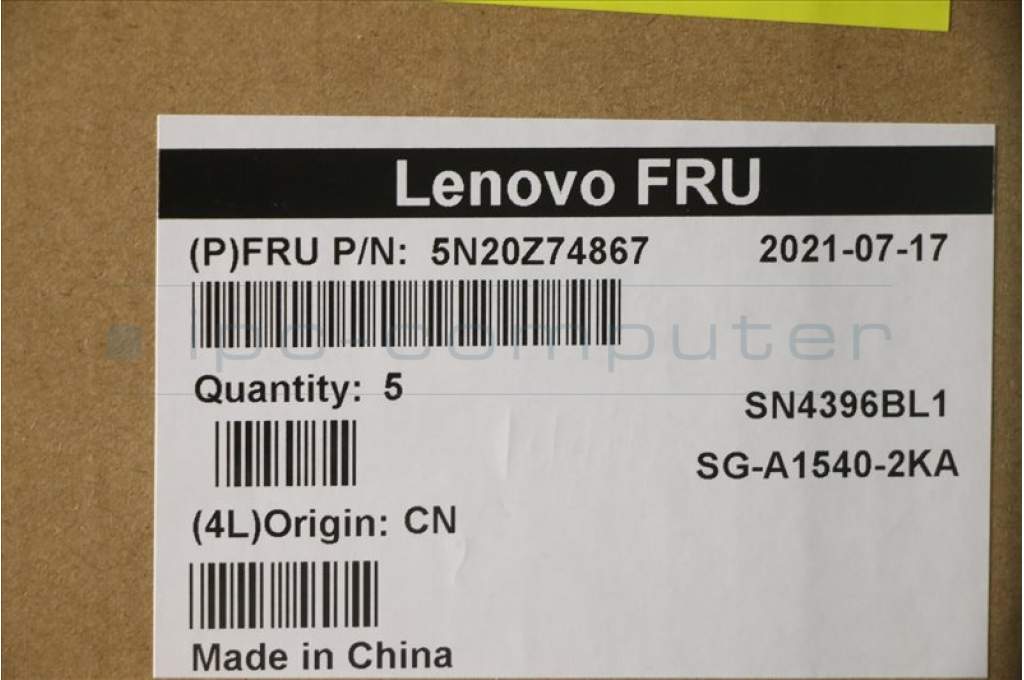 Lenovo FRU
(P)FRU P/N: 5N20Z74867 2021-07-17
ipc-computer
Quantity: 5
SN4396BL1
SG-A1540-2KA
(4L)Origin: CN
Made in China